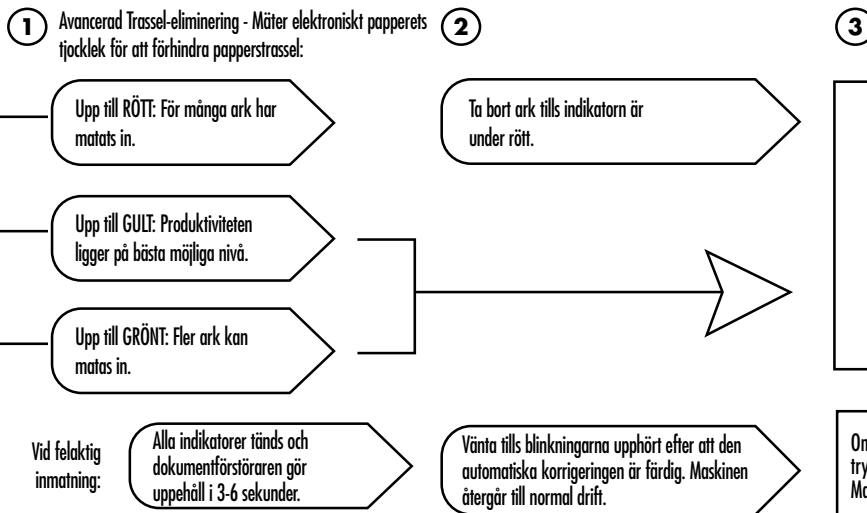 1
Avancerad Trassel-eliminering - Mäter elektroniskt papperets
tjocklek för att förhindra papperstrassel:
2
3
Upp till RÖTT: För många ark har
matats in.
Ta bort ark tills indikatorn är
under rött.
Upp till GULT: Produktiviteten
ligger på bästa möjliga nivå.
Upp till GRÖNT: Fler ark kan
matas in.
Vid felaktig
inmatning:
Alla indikatorer tänds och
dokumentförstöraren gör
uppehåll i 3-6 sekunder.
Vänta tills blinkningarna upphört efter att den
automatiska korrigeringen är färdig. Maskinen
återgår till normal drift.